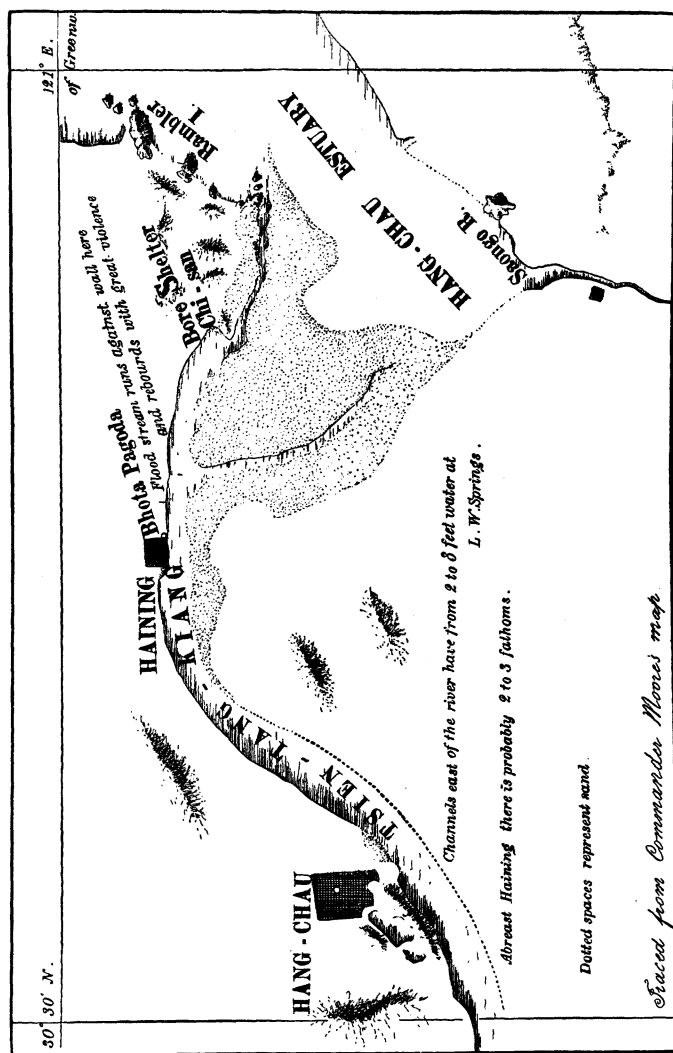 30° 30' N.
121° E.
of Greenw.
Rambler
I
HAINING
Bhota Pagoda
Flood stream runs against wall here
and rebounds with great violence
Bore Shelter
Chi - san
HANG - CHAU ESTUARY
Saongo R.
HANG - CHAU
TSIEN - TANG - KIANG
Channels east of the river have from 2 to 8 feel water at
L. W. Springs.
Abreast Haining there is probably 2 to 3 fathoms.
Dotted spaces represent sand.
Traced from Commander Moore's map